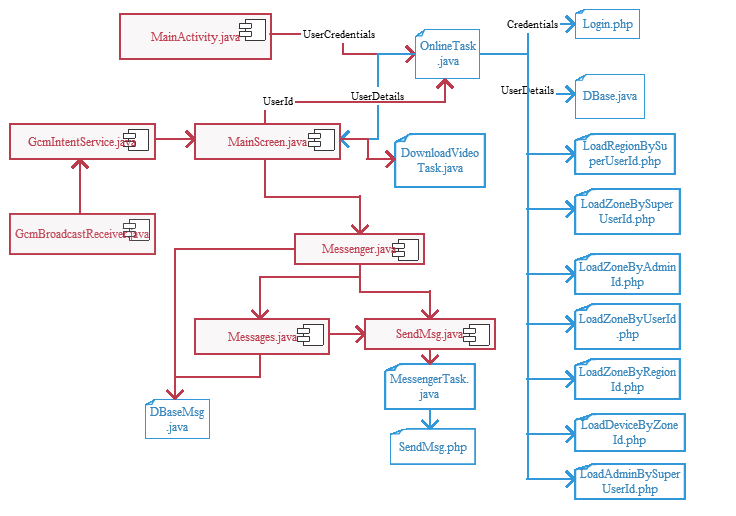 Credentials
Login.php
MainActivity.java
UserCredentials
OnlineTask
.java
UserDetails
DBase.java
UserDetails
UserId
GcmIntentService.java
MainScreen.java
DownloadVideo
Task.java
LoadRegionBySu
perUserId.php
LoadZoneBySuper
UserId.php
GcmBroadcastReceiver.java
Messenger.java
LoadZoneByAdmin
Id.php
LoadZoneByUserId
.php
Messages.java
SendMsg.java
LoadZoneByRegion
Id.php
MessengerTask.
java
DBaseMsg
.java
LoadDeviceByZone
Id.php
SendMsg.php
LoadAdminBySuper
UserId.php